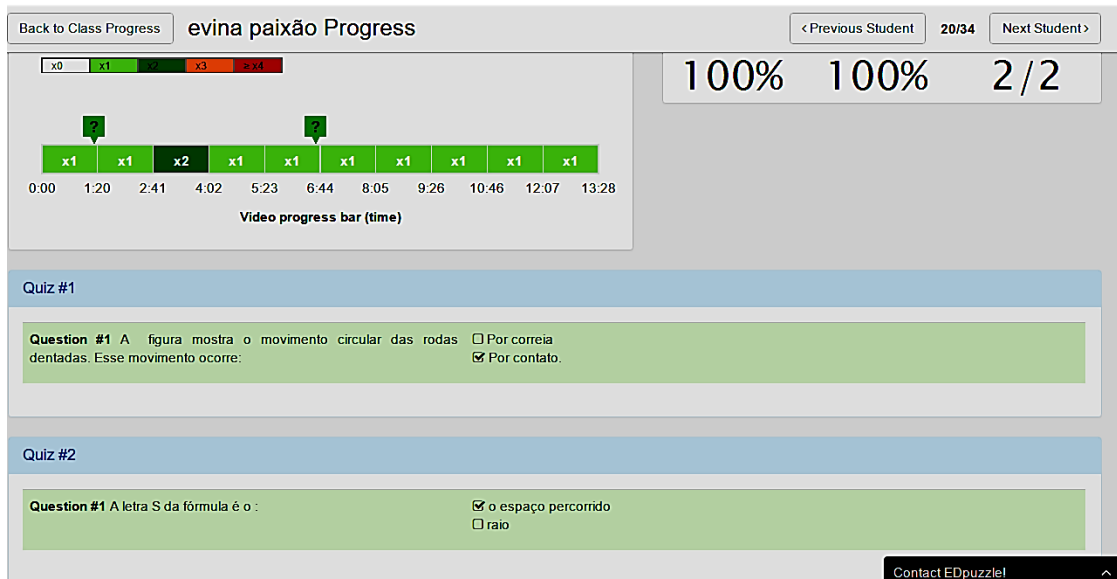 Back to Class Progress evina paixão Progress ‹ Previous Student 20/34 Next Student ›
x0 x1 x2 x3 ≥ x4
100% 100% 2/2
? ?
x1 x1 x2 x1 x1 x1 x1 x1 x1 x1
0:00 1:20 2:41 4:02 5:23 6:44 8:05 9:26 10:46 12:07 13:28
Video progress bar (time)
Quiz #1
Question #1 A figura mostra o movimento circular das rodas
dentadas. Esse movimento ocorre:
Por correia
Por contato.
Quiz #2
Question #1 A letra S da fórmula é o :
o espaço percorrido
raio
Contact EDpuzzle!